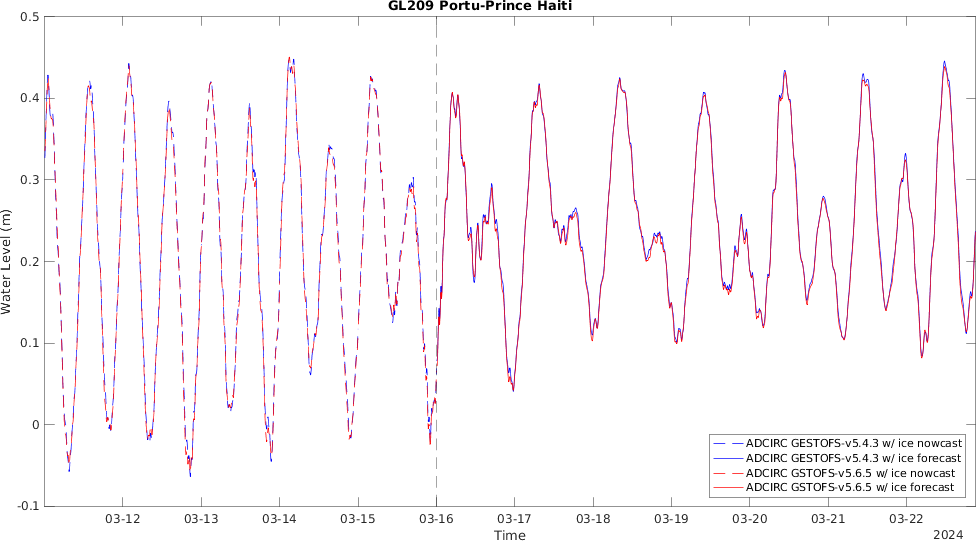 GL209 Portu-Prince Haiti
0.5
0.4
0.3
0.2
0.1
0
-0.1
Water Level (m)
ADCIRC GESTOFS-v5.4.3 w/ ice nowcast
ADCIRC GESTOFS-v5.4.3 w/ ice forecast
ADCIRC GSTOFS-v5.6.5 w/ ice nowcast
ADCIRC GSTOFS-v5.6.5 w/ ice forecast
03-12 03-13 03-14 03-15 03-16 03-17 03-18 03-19 03-20 03-21 03-22
Time
2024